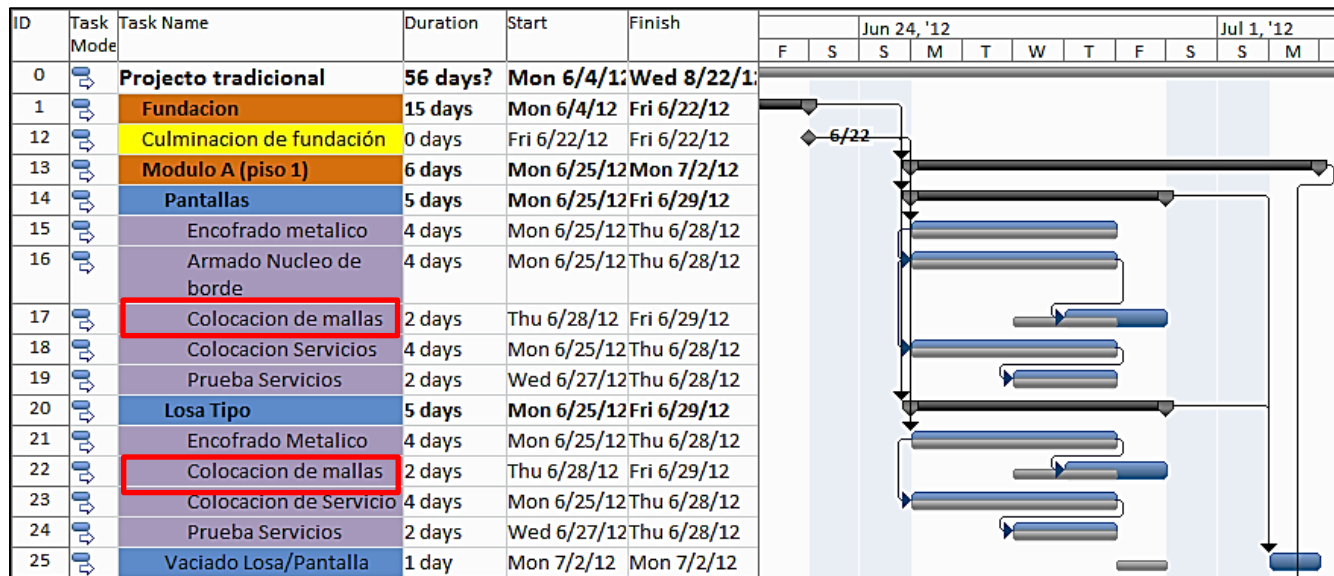 ID Task Task Name Duration Start Finish Jun 24, '12 Jul 1, '12
Mode F S S M T W T F S S M
0 Projecto tradicional 56 days? Mon 6/4/12 Wed 8/22/1
1 Fundacion 15 days Mon 6/4/12 Fri 6/22/12
12 Culminacion de fundación 0 days Fri 6/22/12 Fri 6/22/12 6/22
13 Modulo A (piso 1) 6 days Mon 6/25/12 Mon 7/2/12
14 Pantallas 5 days Mon 6/25/12 Fri 6/29/12
15 Encofrado metalico 4 days Mon 6/25/12 Thu 6/28/12
16 Armado Nucleo de 4 days Mon 6/25/12 Thu 6/28/12
borde
17 Colocacion de mallas 2 days Thu 6/28/12 Fri 6/29/12
18 Colocacion Servicios 4 days Mon 6/25/12 Thu 6/28/12
19 Prueba Servicios 2 days Wed 6/27/12 Thu 6/28/12
20 Losa Tipo 5 days Mon 6/25/12 Fri 6/29/12
21 Encofrado Metalico 4 days Mon 6/25/12 Thu 6/28/12
22 Colocacion de mallas 2 days Thu 6/28/12 Fri 6/29/12
23 Colocacion de Servicio 4 days Mon 6/25/12 Thu 6/28/12
24 Prueba Servicios 2 days Wed 6/27/12 Thu 6/28/12
25 Vaciado Losa/Pantalla 1 day Mon 7/2/12 Mon 7/2/12